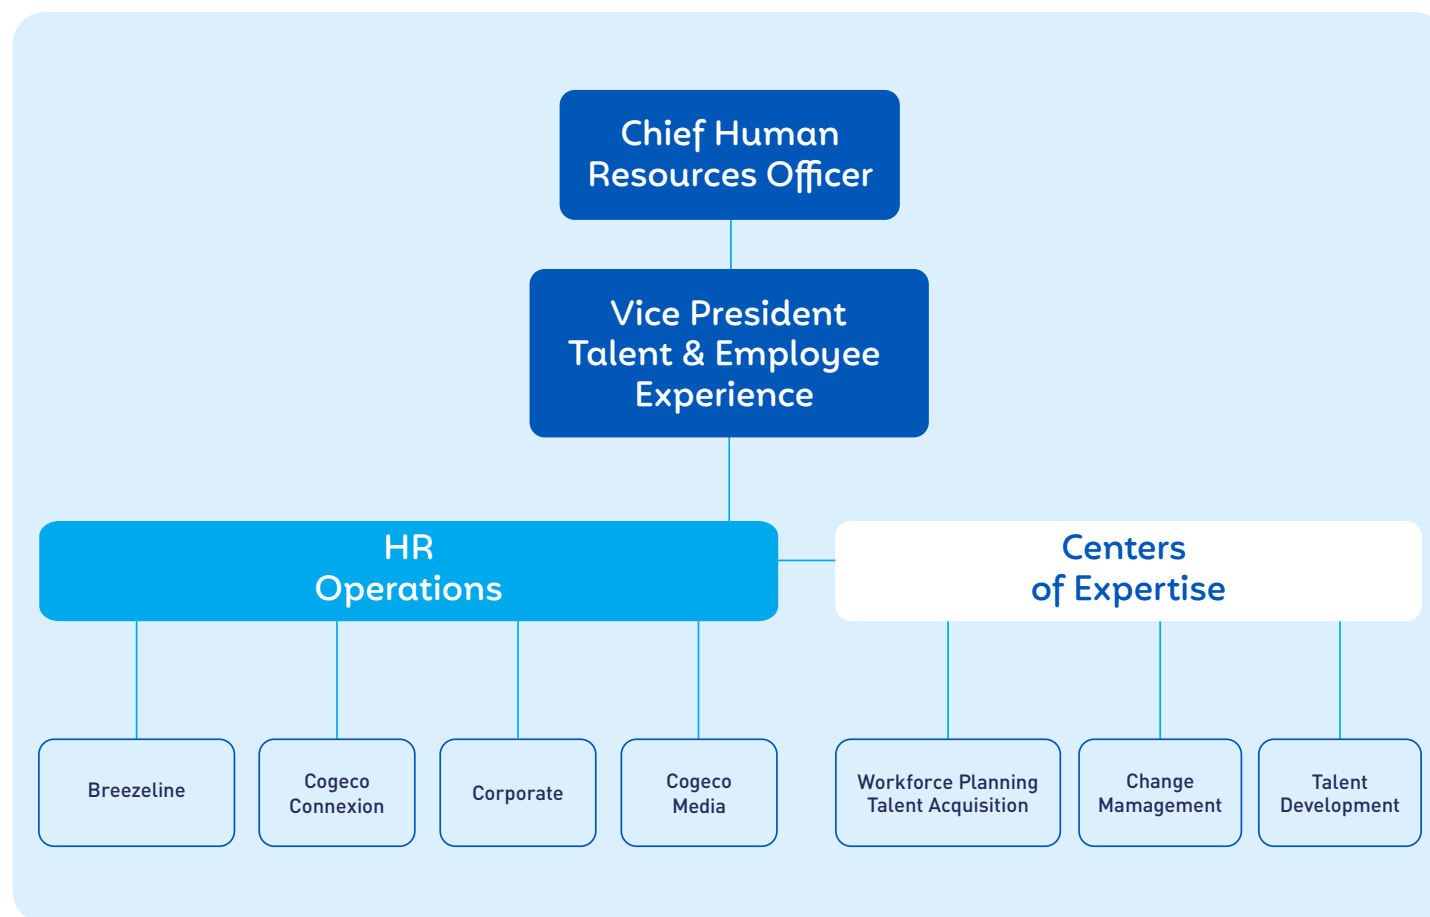 Chief Human
Resources Officer
Vice President
Talent & Employee
Experience
HR
Operations
Centers
of Expertise
Breezeline
Cogeco
Connexion
Corporate
Cogeco
Media
Workforce Planning
Talent Acquisition
Change
Mamagement
Talent
Development